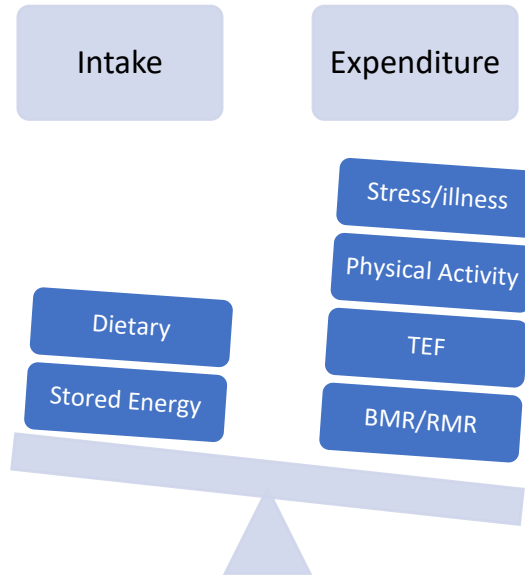 Intake
Expenditure
Stress/illness
Physical Activity
Dietary
TEF
Stored Energy
BMR/RMR